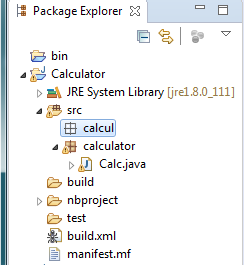 Package Explorer
bin
Calculator
JRE System Library [jre1.8.0_111]
src
calcul
calculator
Calc.java
build
nbproject
test
build.xml
manifest.mf